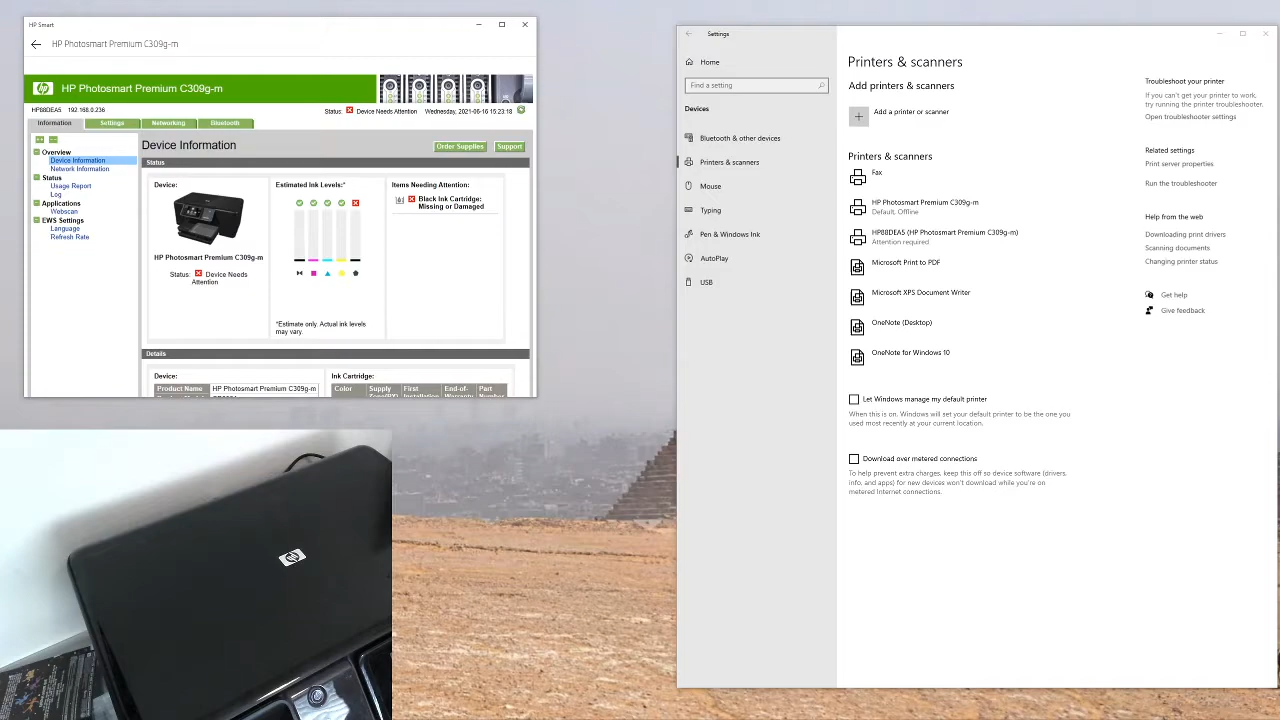 HP Smart
HP Photosmart Premium C309g-m
HP Photosmart Premium C309g-m
HP88DEA5 192.168.0.236
Status: Device Needs Attention Wednesday, 2021-06-16 15:23:18
Information Settings Networking Bluetooth
Overview
Device Information
Network Information
Status
Usage Report
Log
Applications
Webscan
EWS Settings
Language
Refresh Rate
Device Information
Order Supplies Support
Status
Device:
HP Photosmart Premium C309g-m
Status: Device Needs
Attention
Estimated Ink Levels:*
*Estimate only. Actual ink levels
may vary.
Items Needing Attention:
Black Ink Cartridge:
Missing or Damaged
Details
Device:
Product Name HP Photosmart Premium C309g-m
Ink Cartridge:
Color Supply First End-of- Part
Settings
Home
Find a setting
Devices
Bluetooth & other devices
Printers & scanners
Mouse
Typing
Pen & Windows Ink
AutoPlay
USB
Printers & scanners
Add printers & scanners
Add a printer or scanner
Printers & scanners
Fax
HP Photosmart Premium C309g-m
Default, Offline
HP88DEA5 (HP Photosmart Premium C309g-m)
Attention required
Microsoft Print to PDF
Microsoft XPS Document Writer
OneNote (Desktop)
OneNote for Windows 10
Let Windows manage my default printer
When this is on, Windows will set your default printer to be the one you
used most recently at your current location.
Download over metered connections
To help prevent extra charges, keep this off so device software (drivers,
info, and apps) for new devices won't download while you're on
metered Internet connections.
Troubleshoot your printer
If you can't get your printer to work,
try running the printer troubleshooter.
Open troubleshooter settings
Related settings
Print server properties
Run the troubleshooter
Help from the web
Downloading print drivers
Scanning documents
Changing printer status
Get help
Give feedback
hp